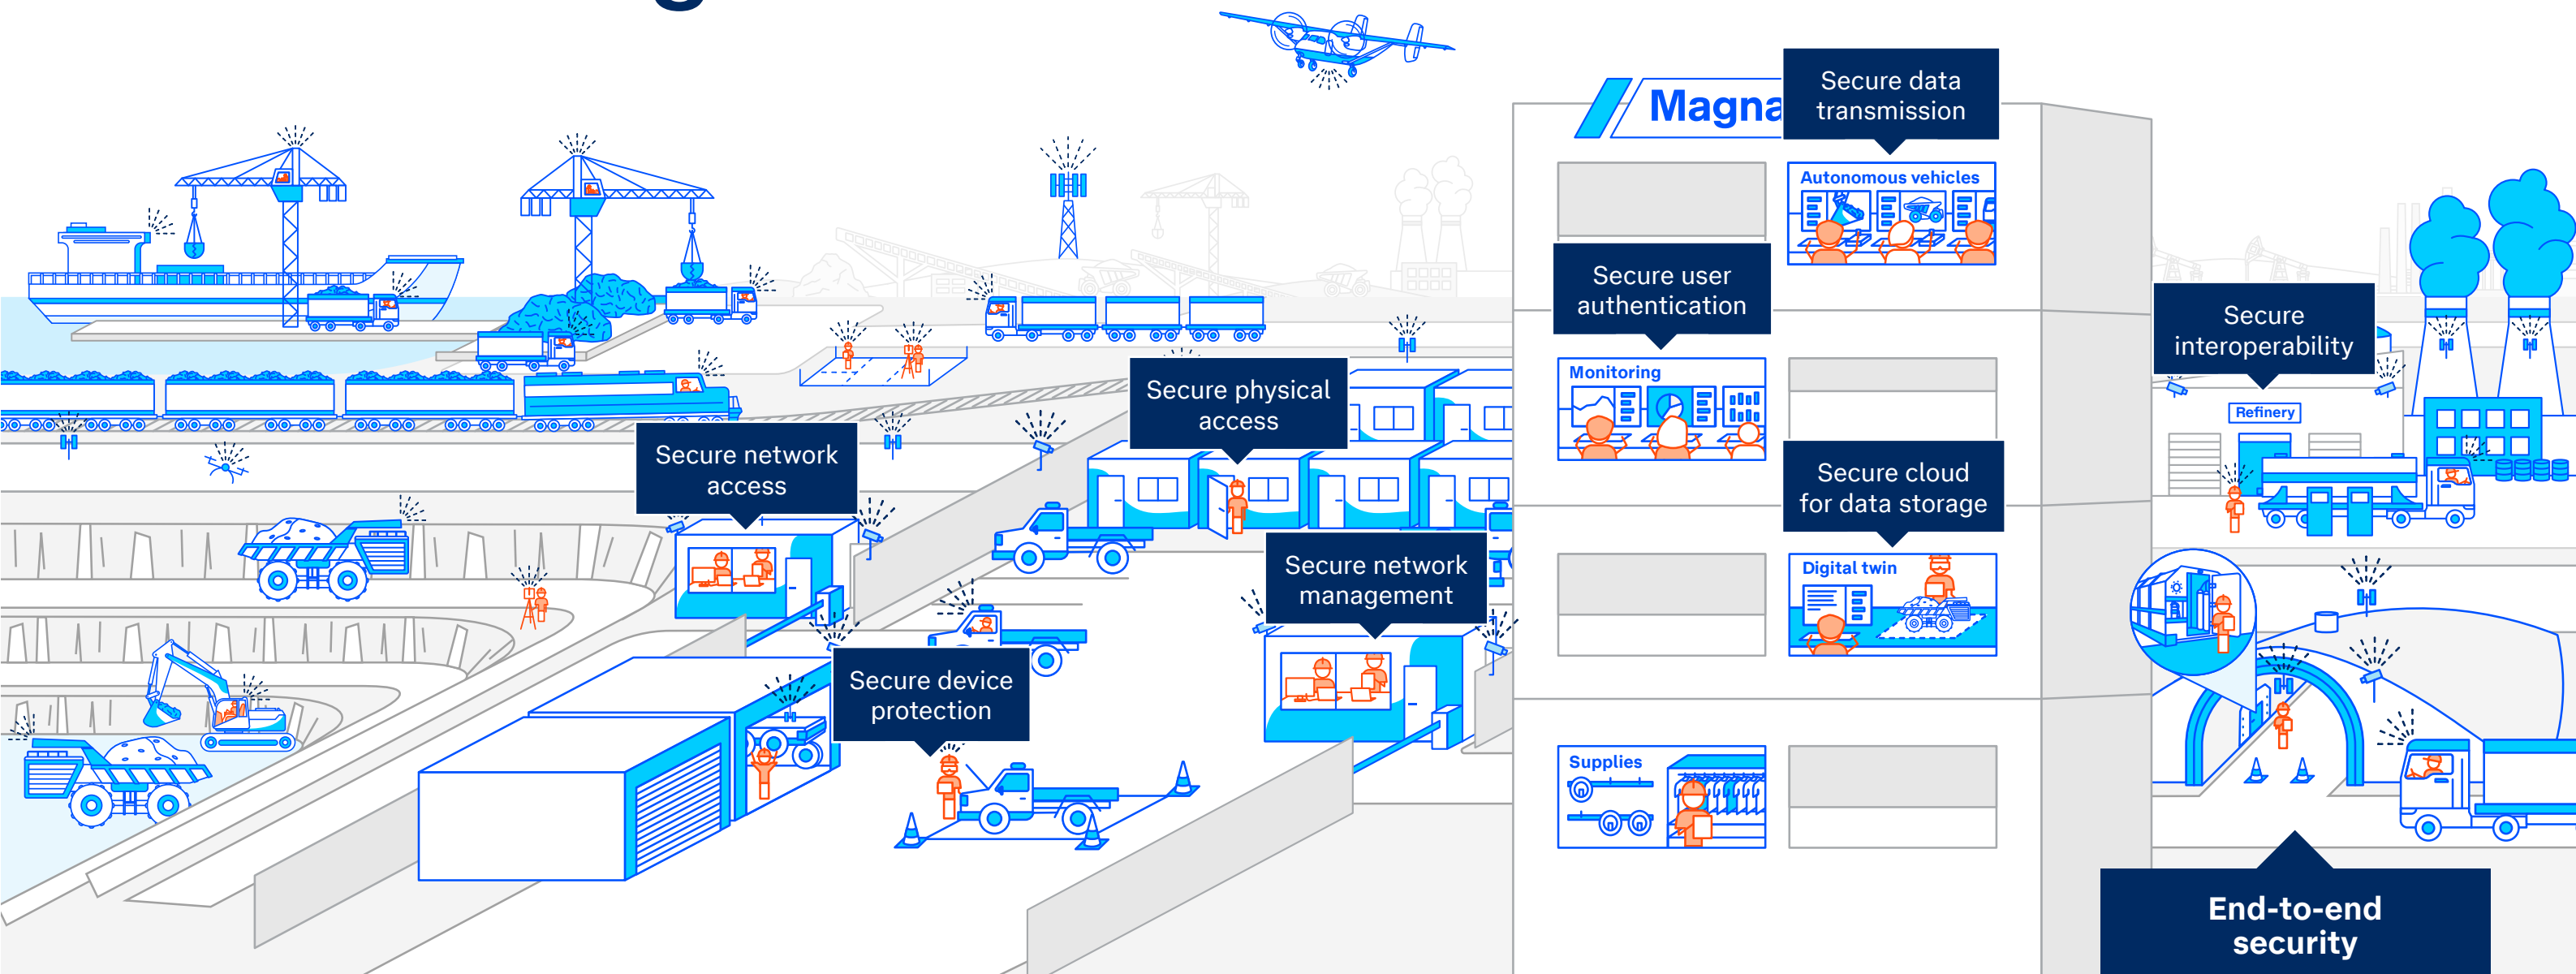 Magna
Secure data
transmission
Autonomous vehicles
Secure user
authentication
Monitoring
Secure
interoperability
Refinery
Secure physical
access
Secure network
access
Secure cloud
for data storage
Digital twin
Secure network
management
Secure device
protection
Supplies
End-to-end
security